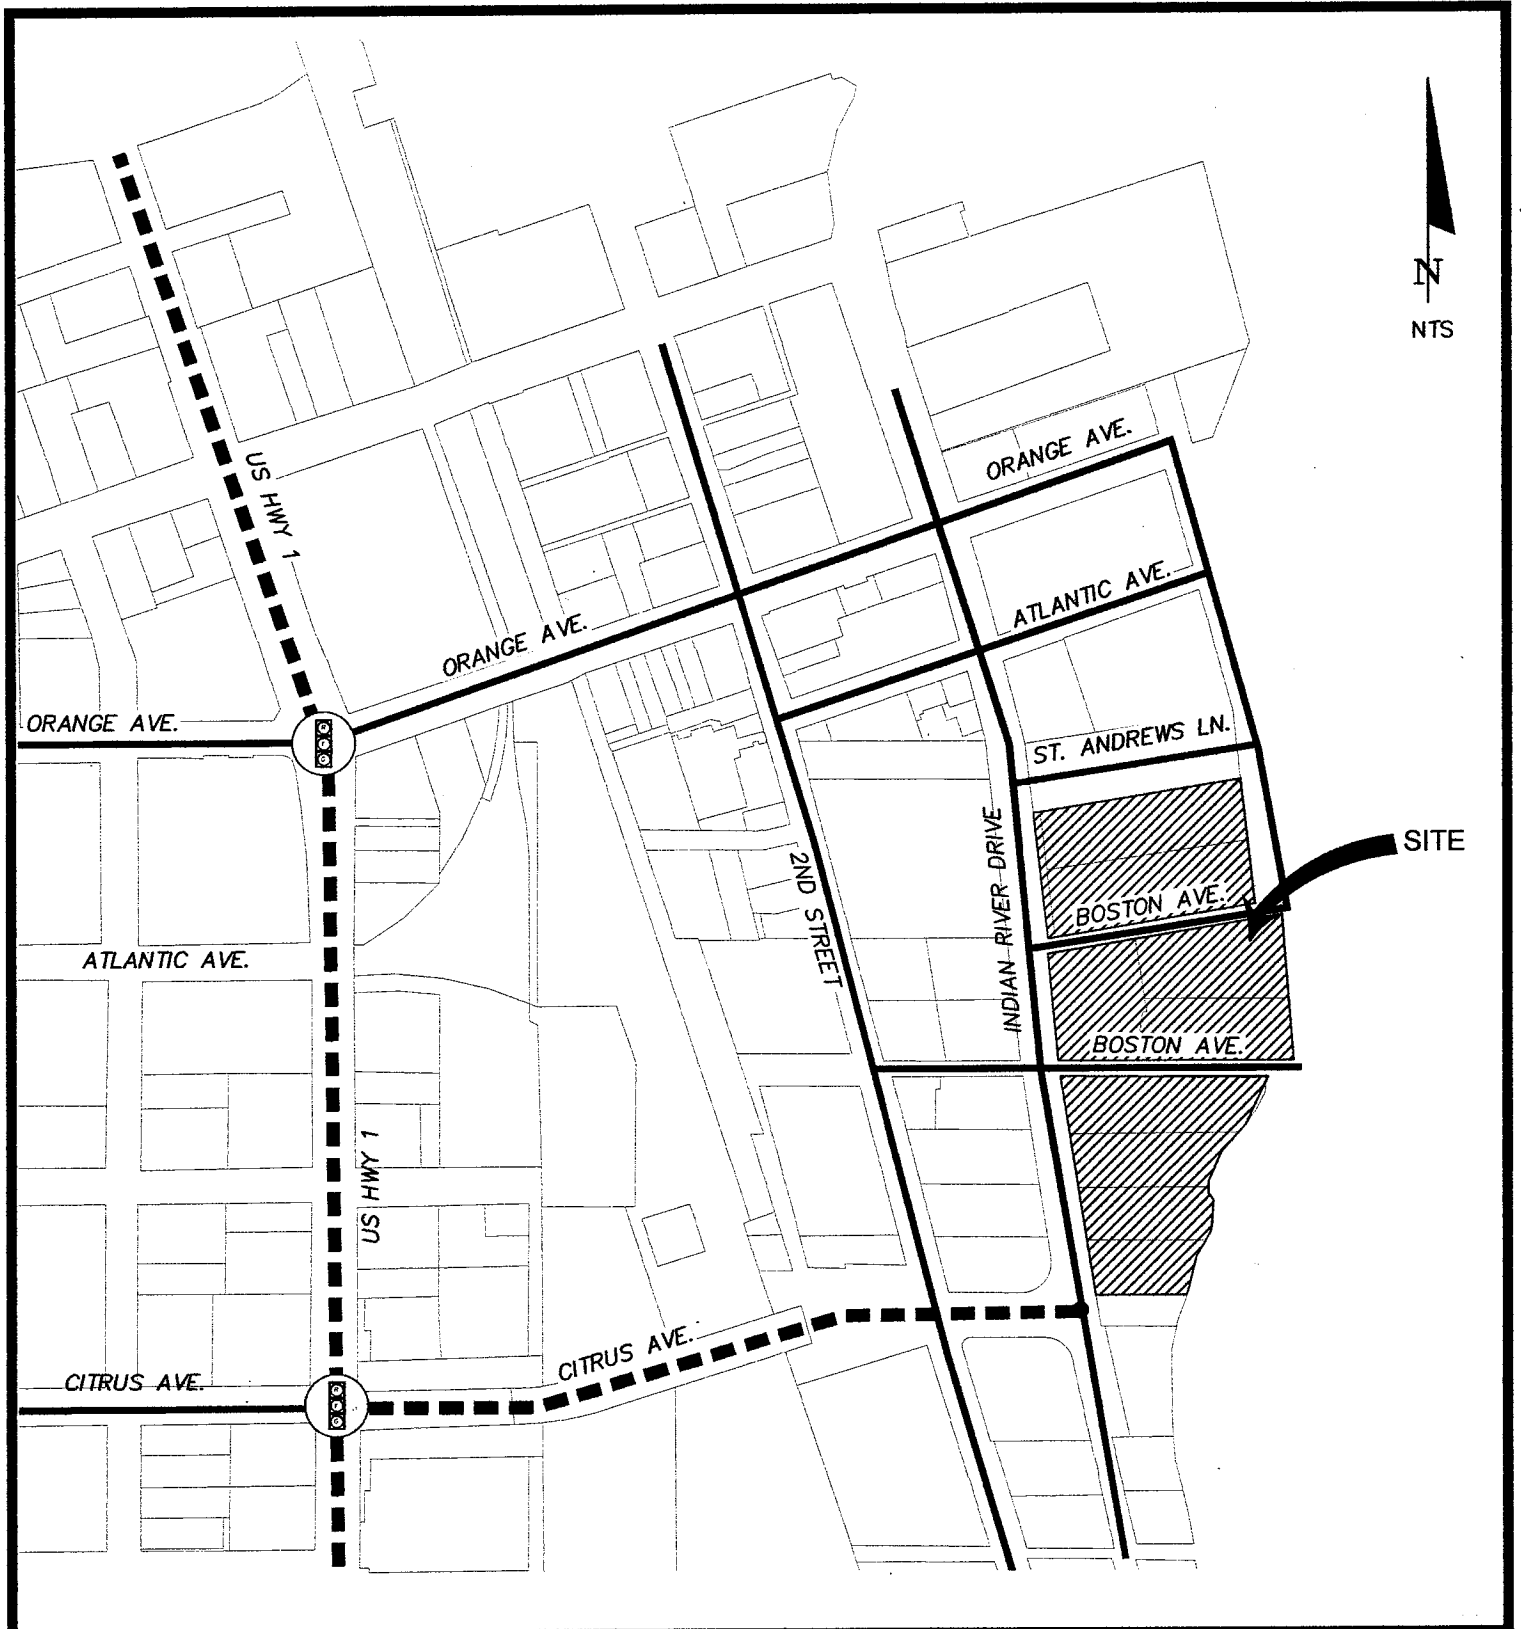 N
NTS
ORANGE AVE.
US HWY 1
ATLANTIC AVE.
ORANGE AVE.
ORANGE AVE.
ST. ANDREWS LN.
INDIAN RIVER DRIVE
SITE
2ND STREET
BOSTON AVE.
ATLANTIC AVE.
BOSTON AVE.
US HWY 1
CITRUS AVE.
CITRUS AVE.